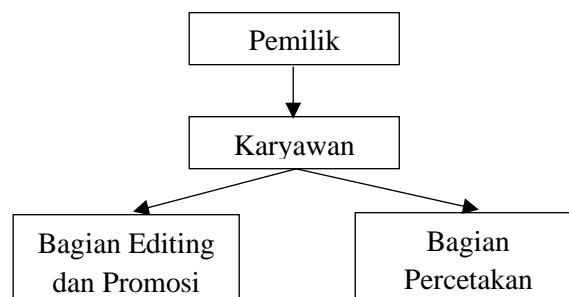 Pemilik
Karyawan
Bagian Editing
dan Promosi
Bagian
Percetakan